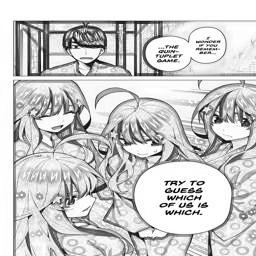 I
WONDER
IF YOU
REMEM-
BER...
...THE
QUIN-
TUPLET
GAME.
TRY TO
GUESS
WHICH
OF US IS
WHICH.